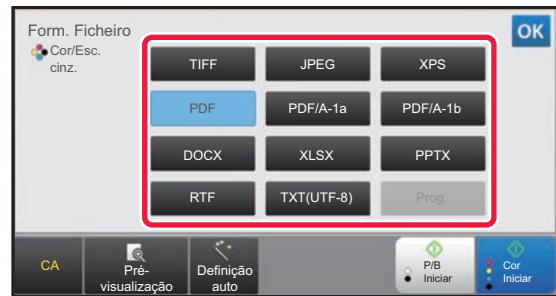 Form. Ficheiro
OK
Cor/Esc.
cinz.
TIFF JPEG XPS
PDF PDF/A-1a PDF/A-1b
DOCX XLSX PPTX
RTF TXT(UTF-8) Prog.
CA
Pré-
visualização
Definição
auto
P/B
Iniciar
Cor
Iniciar